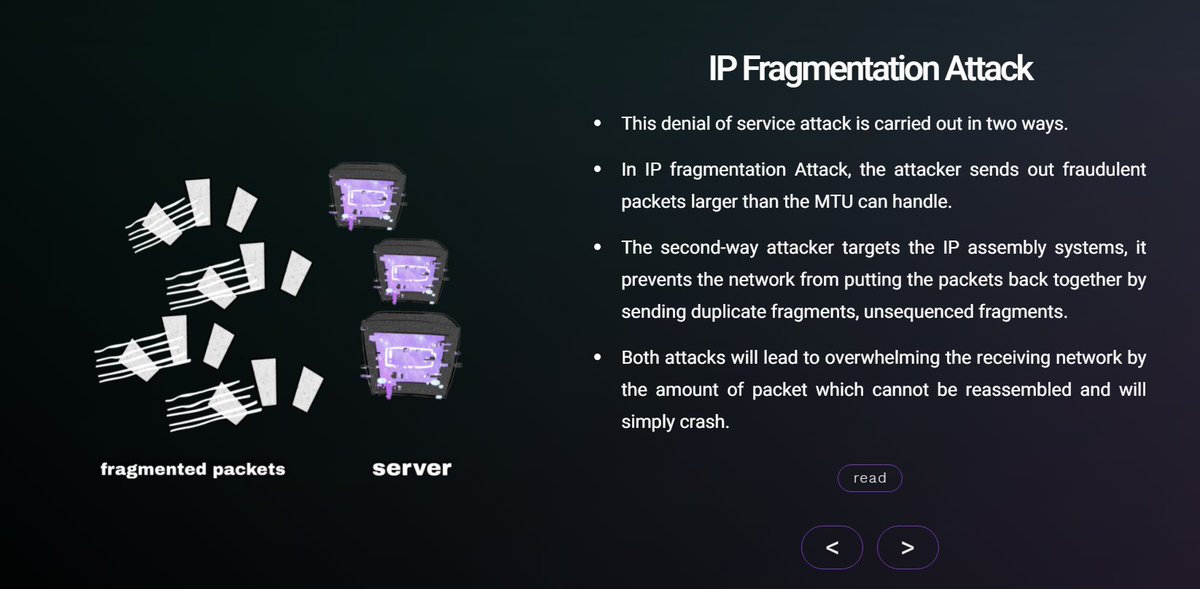 IP Fragmentation Attack
• This denial of service attack is carried out in two ways.
• In IP fragmentation Attack, the attacker sends out fraudulent
packets larger than the MTU can handle.
• The second-way attacker targets the IP assembly systems, it
prevents the network from putting the packets back together by
sending duplicate fragments, unsequenced fragments.
• Both attacks will lead to overwhelming the receiving network by
the amount of packet which cannot be reassembled and will
simply crash.
fragmented packets
server
read
<
>